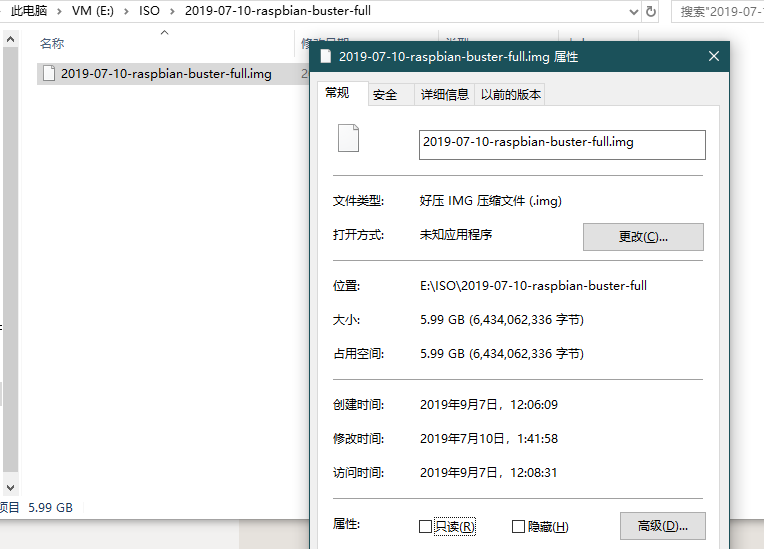 此电脑 > VM (E:) > ISO > 2019-07-10-raspbian-buster-full
搜索"2019-07-
名称
2019-07-10-raspbian-buster-full.img
2019-07-10-raspbian-buster-full.img 属性
常规 安全 详细信息 以前的版本
2019-07-10-raspbian-buster-full.img
文件类型: 好压 IMG 压缩文件 (.img)
打开方式: 未知应用程序
更改(C)...
位置: E:\ISO\2019-07-10-raspbian-buster-full
大小: 5.99 GB (6,434,062,336 字节)
占用空间: 5.99 GB (6,434,062,336 字节)
创建时间: 2019年9月7日，12:06:09
修改时间: 2019年7月10日，1:41:58
访问时间: 2019年9月7日，12:08:31
项目 5.99 GB
属性: 只读(R) 隐藏(H) 高级(D)...